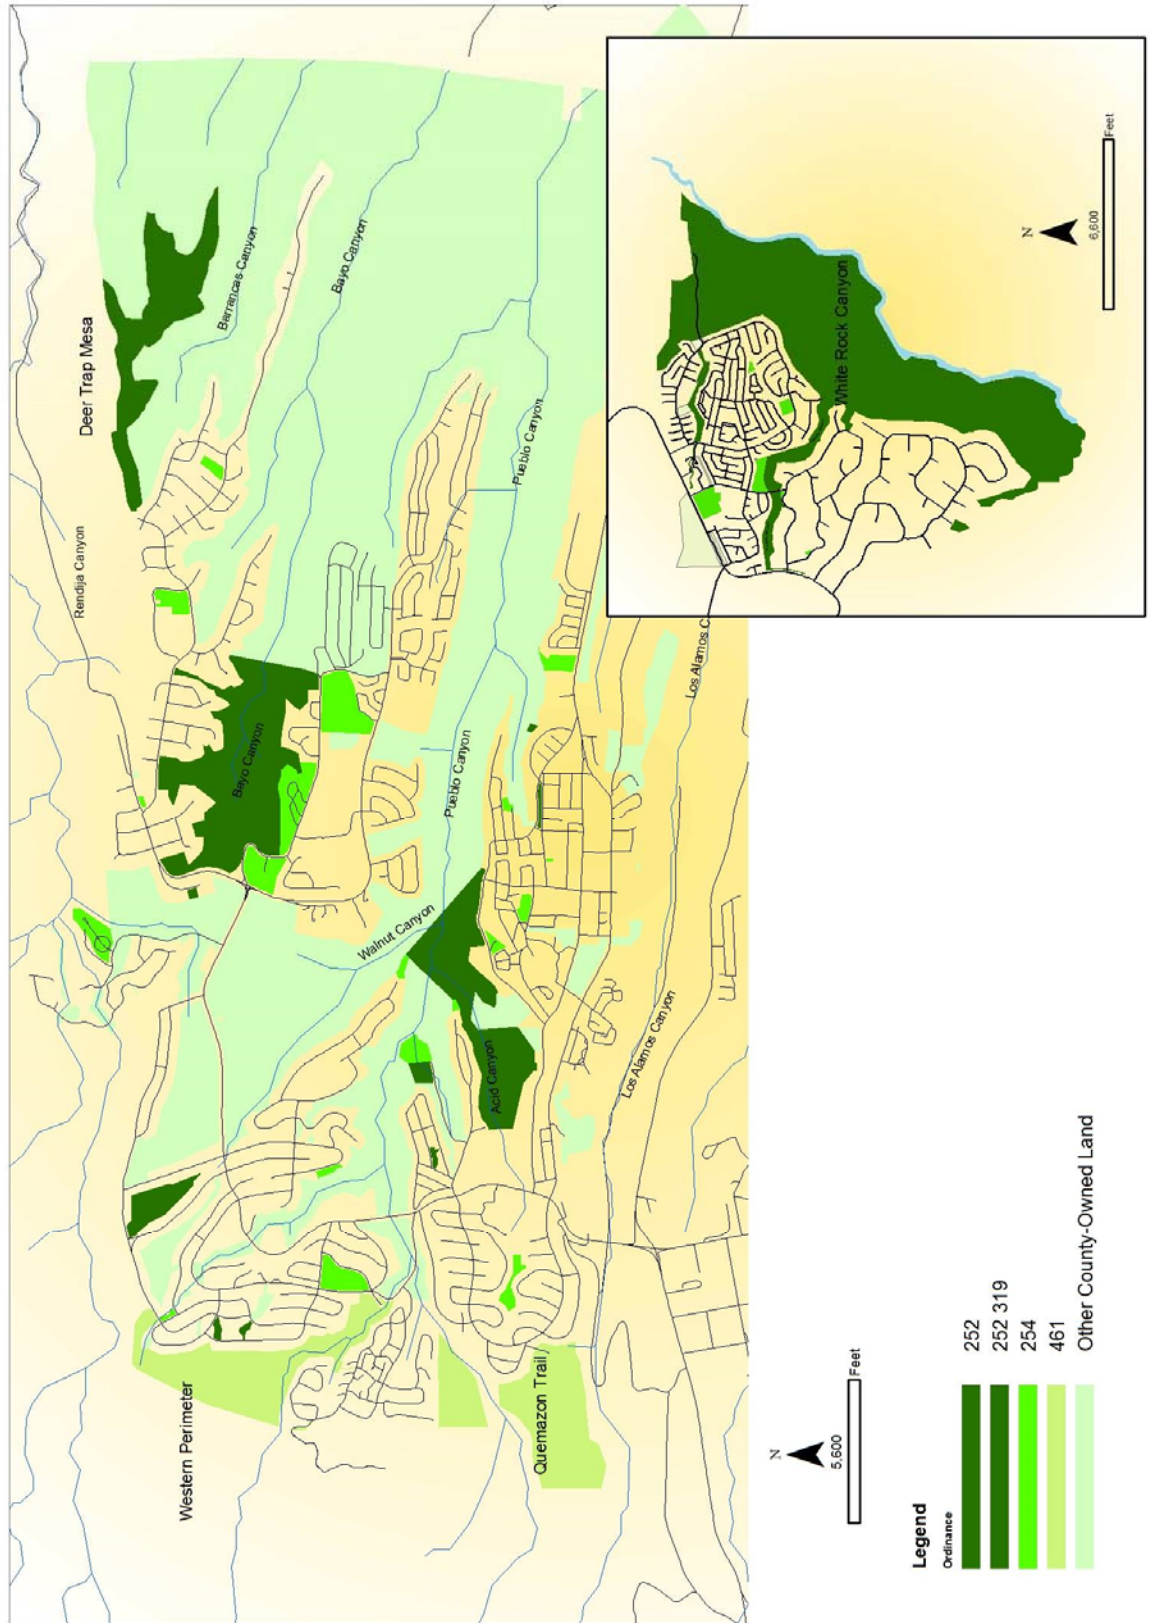 Rendija Canyon
Deer Trap Mesa
Barrancas Canyon
Bayo Canyon
Bayo Canyon
Pueblo Canyon
Pueblo Canyon
Walnut Canyon
Acid Canyon
Los Alamos C
Los Alamos Canyon
Western Perimeter
Quemazon Trail
White Rock Canyon
N
6,600
Feet
N
5,600
Feet
Legend
Ordinance
252
252 319
254
461
Other County-Owned Land